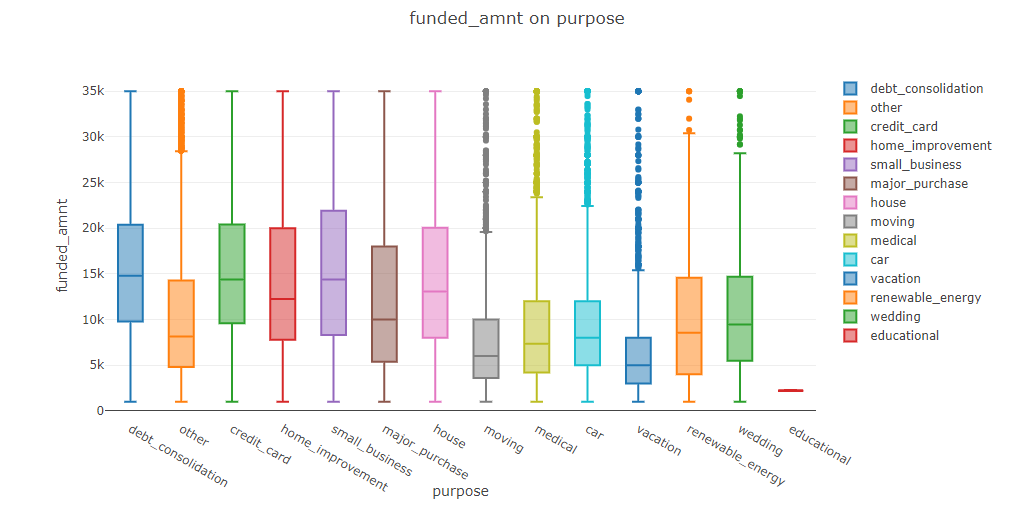 funded_amnt on purpose
funded_amnt
35k
30k
25k
20k
15k
10k
5k
0
debt_consolidation
other
credit_card
home_improvement
small_business
major_purchase
house
moving
medical
car
vacation
renewable_energy
wedding
educational
purpose
debt_consolidation
other
credit_card
home_improvement
small_business
major_purchase
house
moving
medical
car
vacation
renewable_energy
wedding
educational